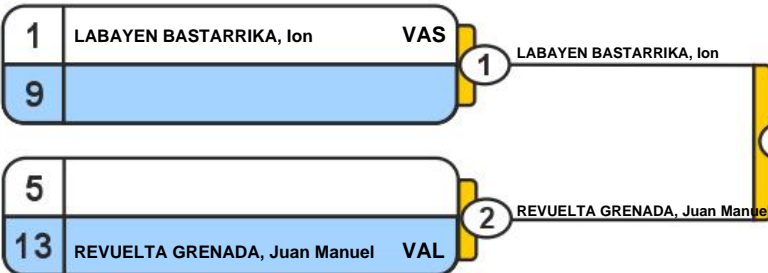 1 LABAYEN BASTARRIKA, Ion VAS
9
1 LABAYEN BASTARRIKA, Ion
5
13 REVUELTA GRENADA, Juan Manuel VAL
2 REVUELTA GRENADA, Juan Manuel